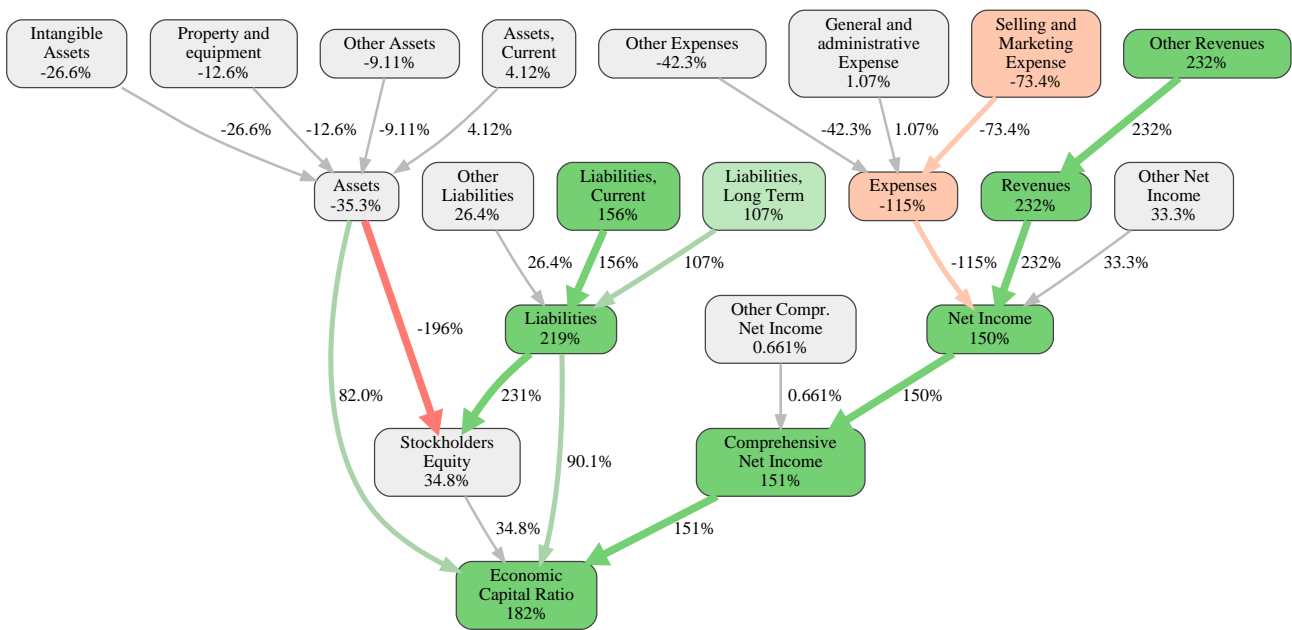 Intangible
Assets
-26.6%
Property and
equipment
-12.6%
Other Assets
-9.11%
Assets,
Current
4.12%
Other Expenses
-42.3%
General and
administrative
Expense
1.07%
Selling and
Marketing
Expense
-73.4%
Other Revenues
232%
-26.6%
-12.6%
-9.11%
4.12%
-42.3%
1.07%
-73.4%
232%
Assets
-35.3%
Other
Liabilities
26.4%
Liabilities,
Current
156%
Liabilities,
Long Term
107%
Expenses
-115%
Revenues
232%
Other Net
Income
33.3%
26.4%
156%
107%
-115%
232%
33.3%
Liabilities
219%
Other Compr.
Net Income
0.661%
Net Income
150%
-196%
82.0%
231%
0.661%
150%
Stockholders
Equity
34.8%
90.1%
Comprehensive
Net Income
151%
34.8%
151%
Economic
Capital Ratio
182%